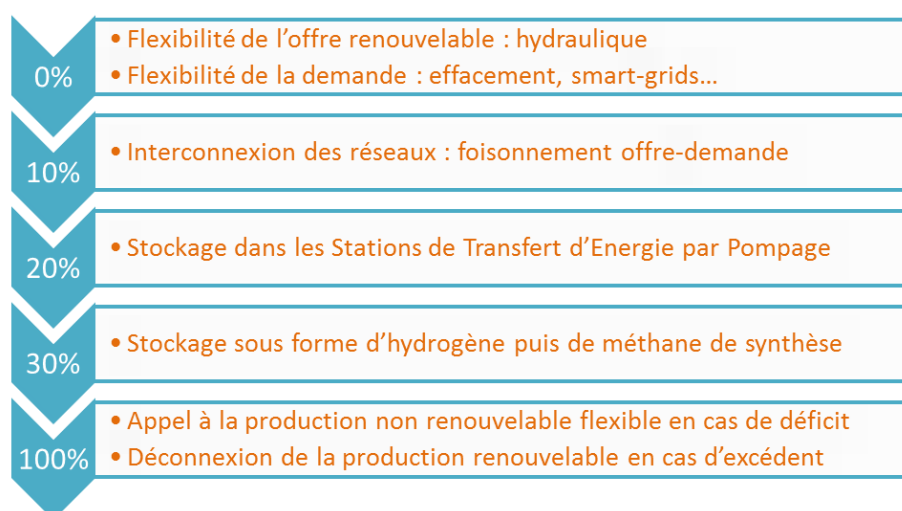 0%
• Flexibilité de l’offre renouvelable : hydraulique
• Flexibilité de la demande : effacement, smart-grids…
10%
• Interconnexion des réseaux : foisonnement offre-demande
20%
• Stockage dans les Stations de Transfert d’Energie par Pompage
30%
• Stockage sous forme d’hydrogène puis de méthane de synthèse
100%
• Appel à la production non renouvelable flexible en cas de déficit
• Déconnexion de la production renouvelable en cas d’excédent